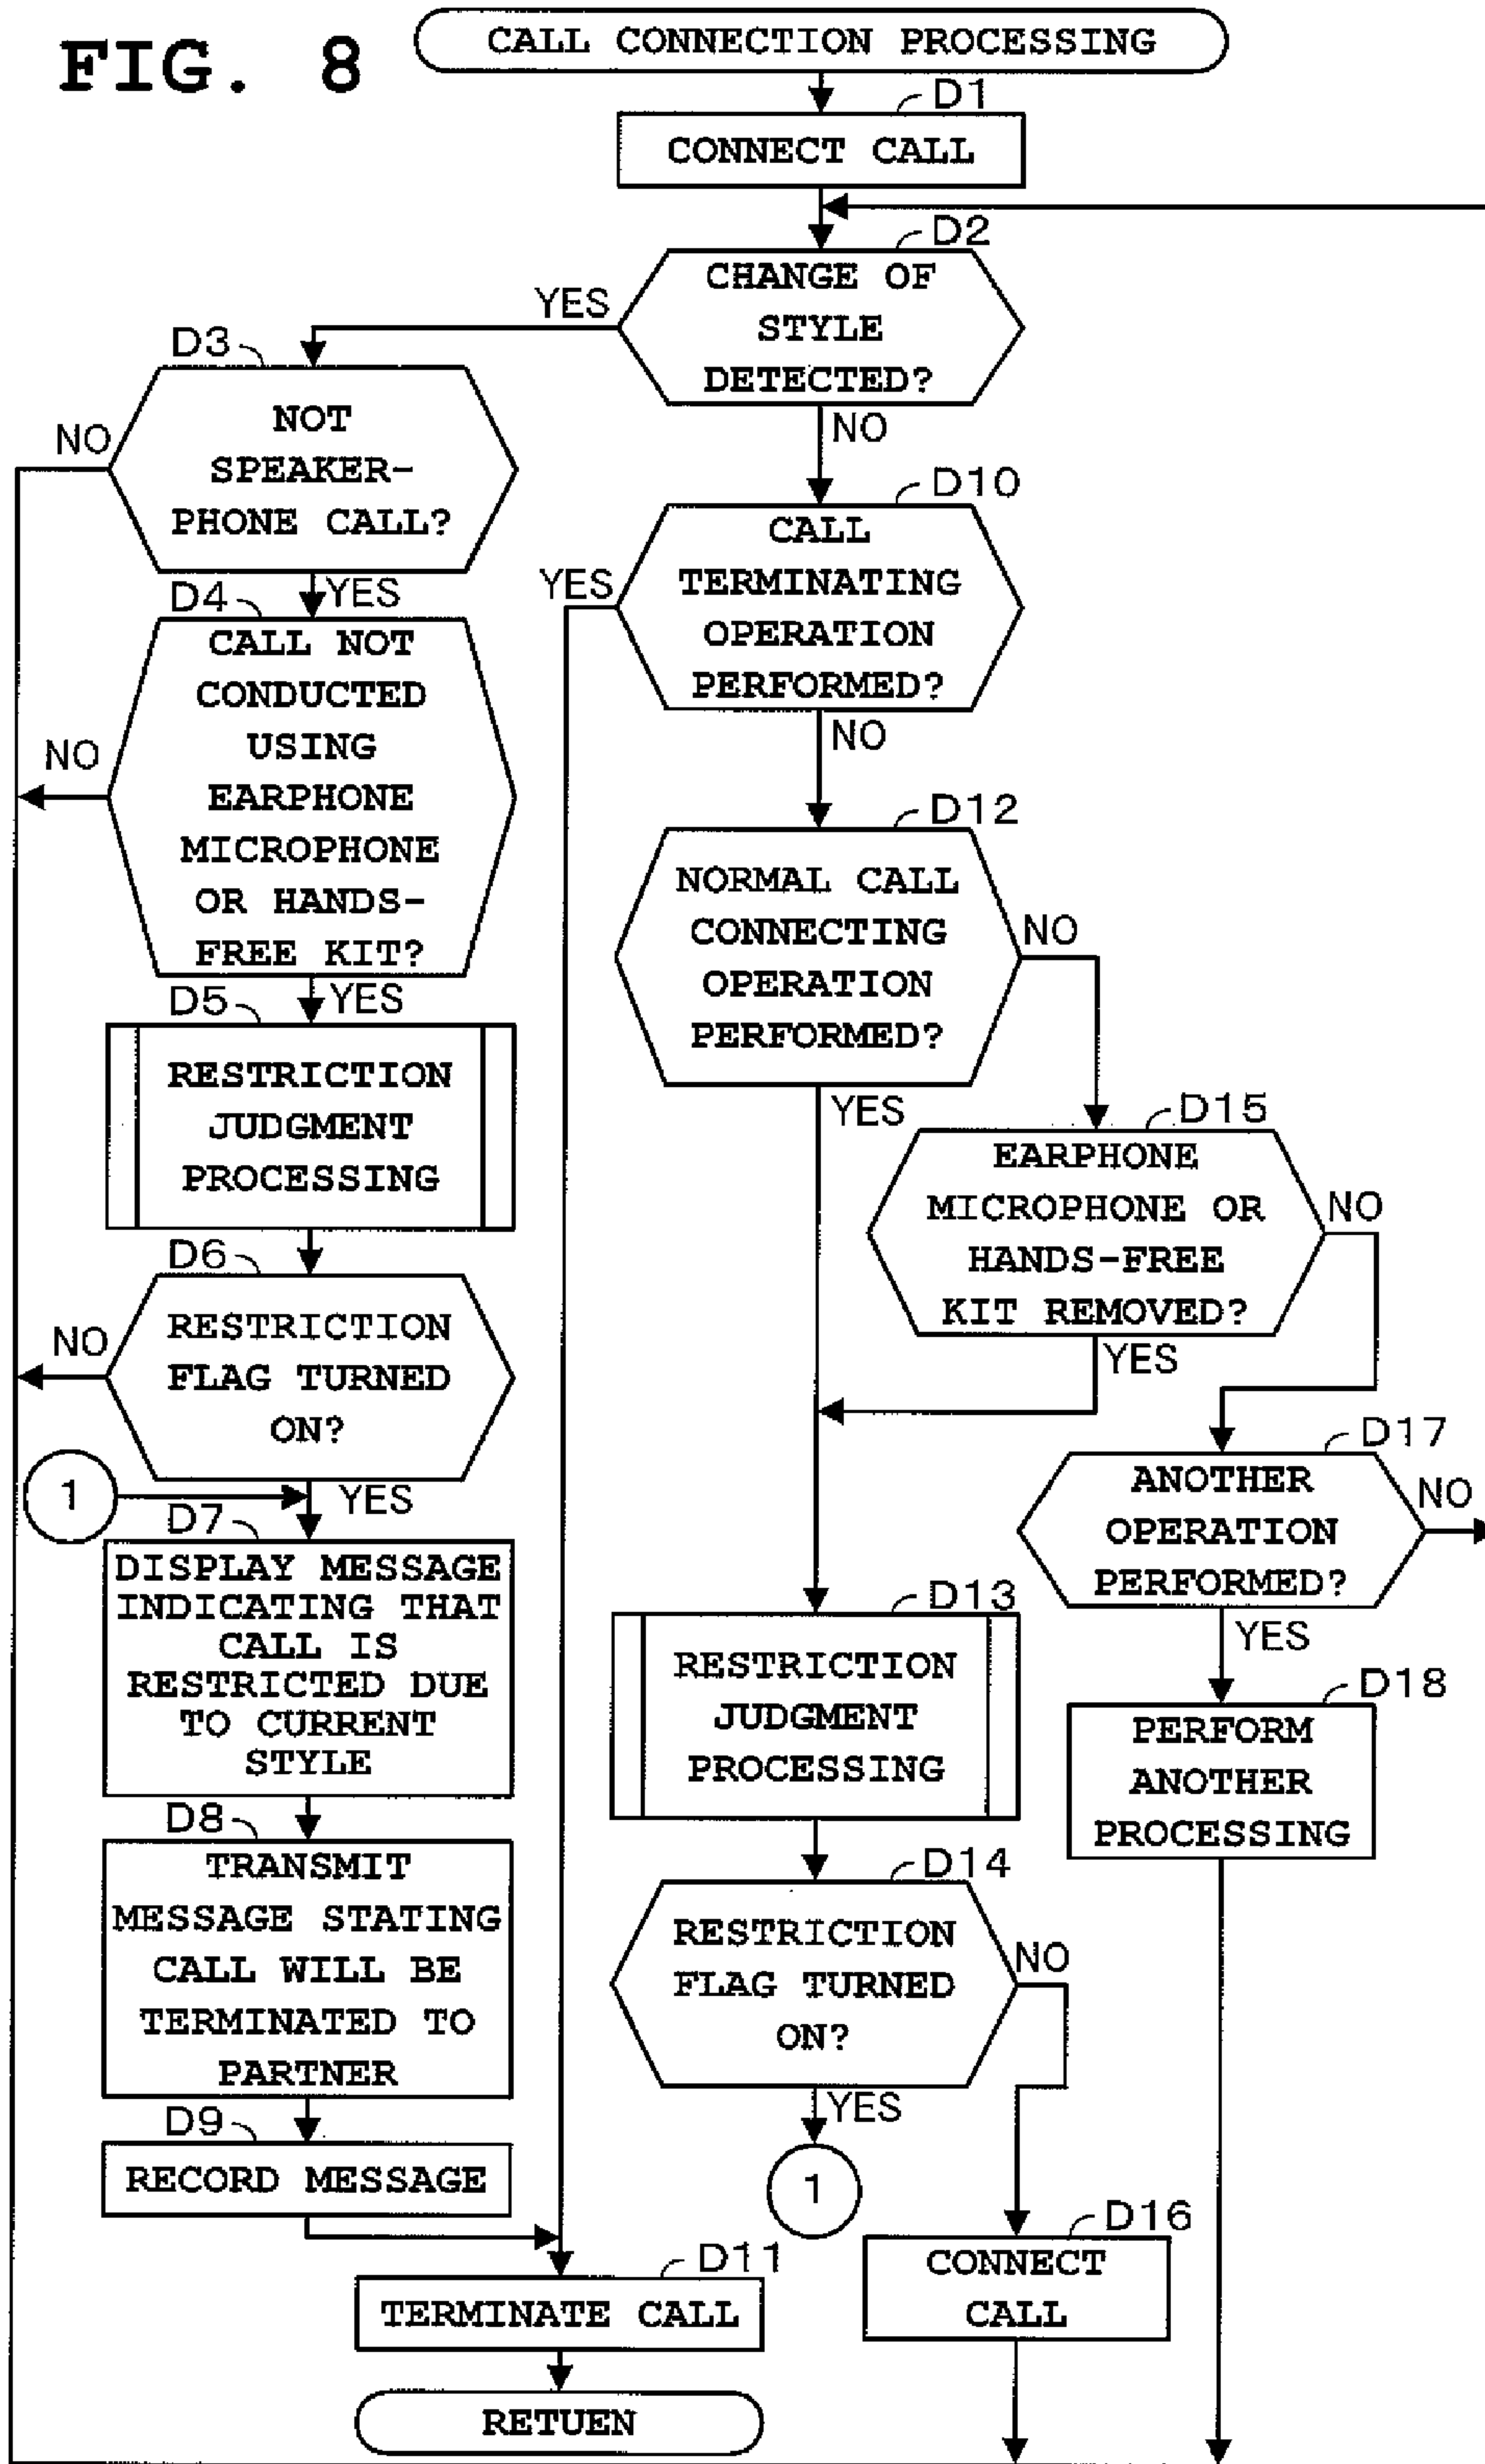 FIG. 8
CALL CONNECTION PROCESSING
D1
CONNECT CALL
D2
CHANGE OF
STYLE
DETECTED?
YES
NO
D3
NOT
SPEAKER-
PHONE CALL?
NO
YES
D4
CALL NOT
CONDUCTED
USING
EARPHONE
MICROPHONE
OR HANDS-
FREE KIT?
NO
YES
D5
RESTRICTION
JUDGMENT
PROCESSING
D6
RESTRICTION
FLAG TURNED
ON?
NO
YES
1
D7
DISPLAY MESSAGE
INDICATING THAT
CALL IS
RESTRICTED DUE
TO CURRENT
STYLE
D8
TRANSMIT
MESSAGE STATING
CALL WILL BE
TERMINATED TO
PARTNER
D9
RECORD MESSAGE
D10
CALL
TERMINATING
OPERATION
PERFORMED?
YES
NO
D11
TERMINATE CALL
RETUEN
D12
NORMAL CALL
CONNECTING
OPERATION
PERFORMED?
NO
YES
D13
RESTRICTION
JUDGMENT
PROCESSING
D14
RESTRICTION
FLAG TURNED
ON?
NO
YES
1
D15
EARPHONE
MICROPHONE OR
HANDS-FREE
KIT REMOVED?
NO
YES
D16
CONNECT
CALL
D17
ANOTHER
OPERATION
PERFORMED?
NO
YES
D18
PERFORM
ANOTHER
PROCESSING